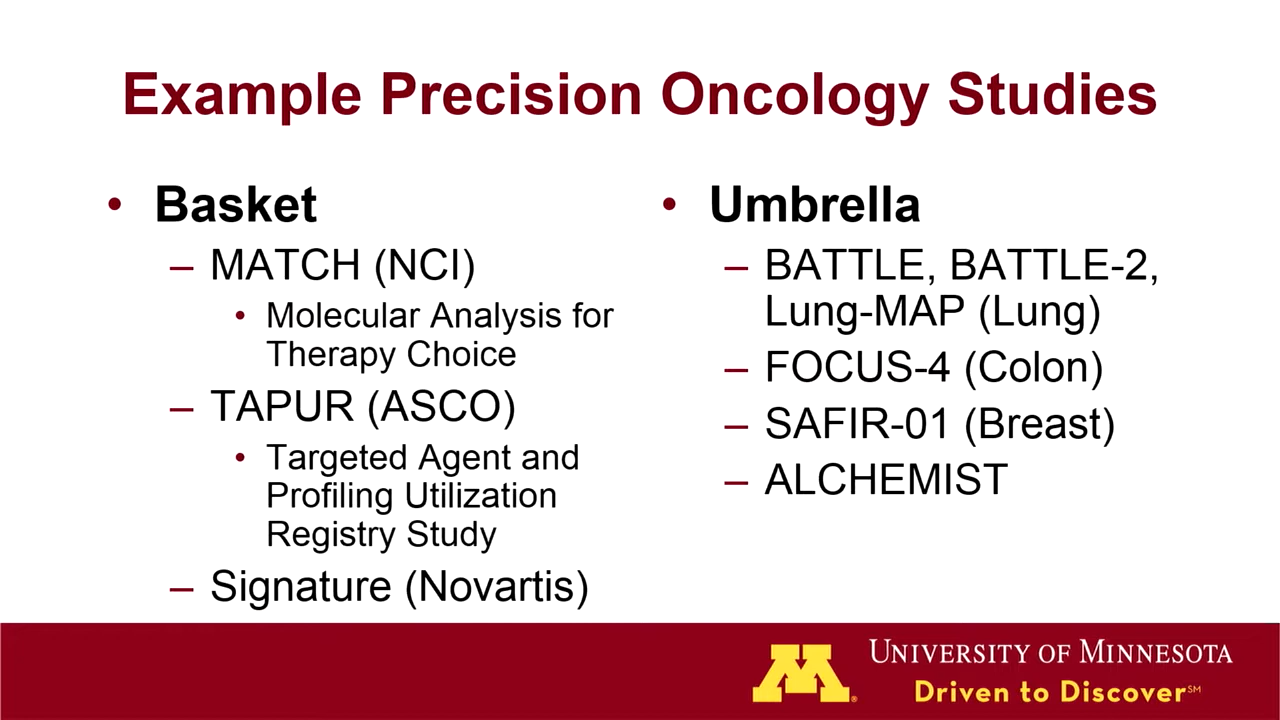 Example Precision Oncology Studies
• Basket
– MATCH (NCI)
• Molecular Analysis for
Therapy Choice
– TAPUR (ASCO)
• Targeted Agent and
Profiling Utilization
Registry Study
– Signature (Novartis)
• Umbrella
– BATTLE, BATTLE-2,
Lung-MAP (Lung)
– FOCUS-4 (Colon)
– SAFIR-01 (Breast)
– ALCHEMIST
M®
UNIVERSITY OF MINNESOTA
Driven to Discover℠